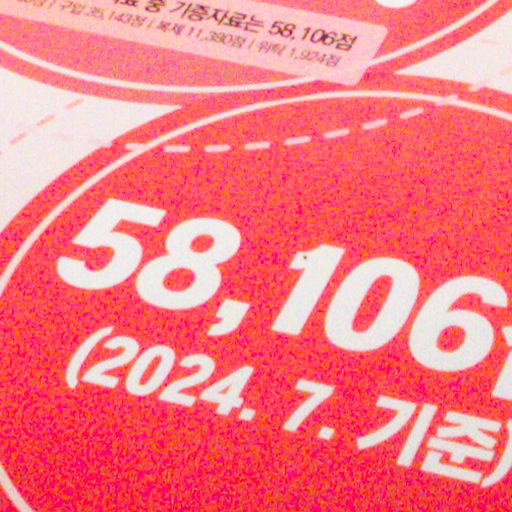 중 기증자료는 58,106점
구입 35,143점 | 복제 11,380점 | 위탁 1,924점
58,106
(2024. 7. 기준)